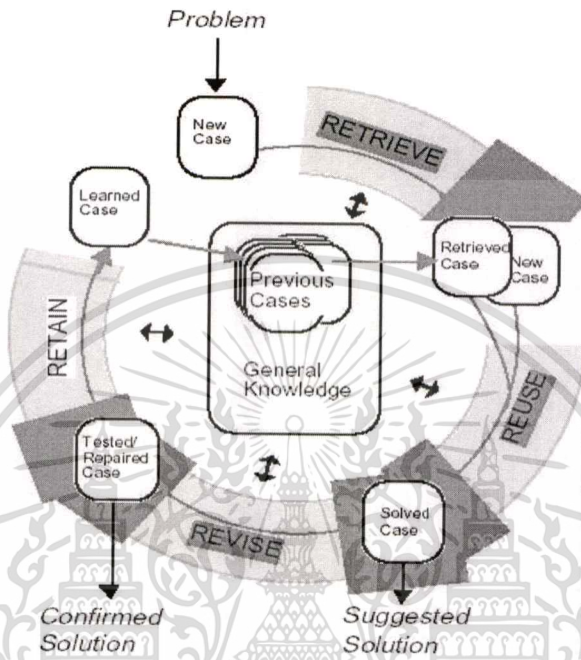 Problem
New
Case
RETRIEVE
Learned
Case
Retrieved
Case
New
Case
Previous
Cases
General
Knowledge
RETAIN
REUSE
Tested/
Repaired
Case
REVISE
Solved
Case
Confirmed
Solution
Suggested
Solution